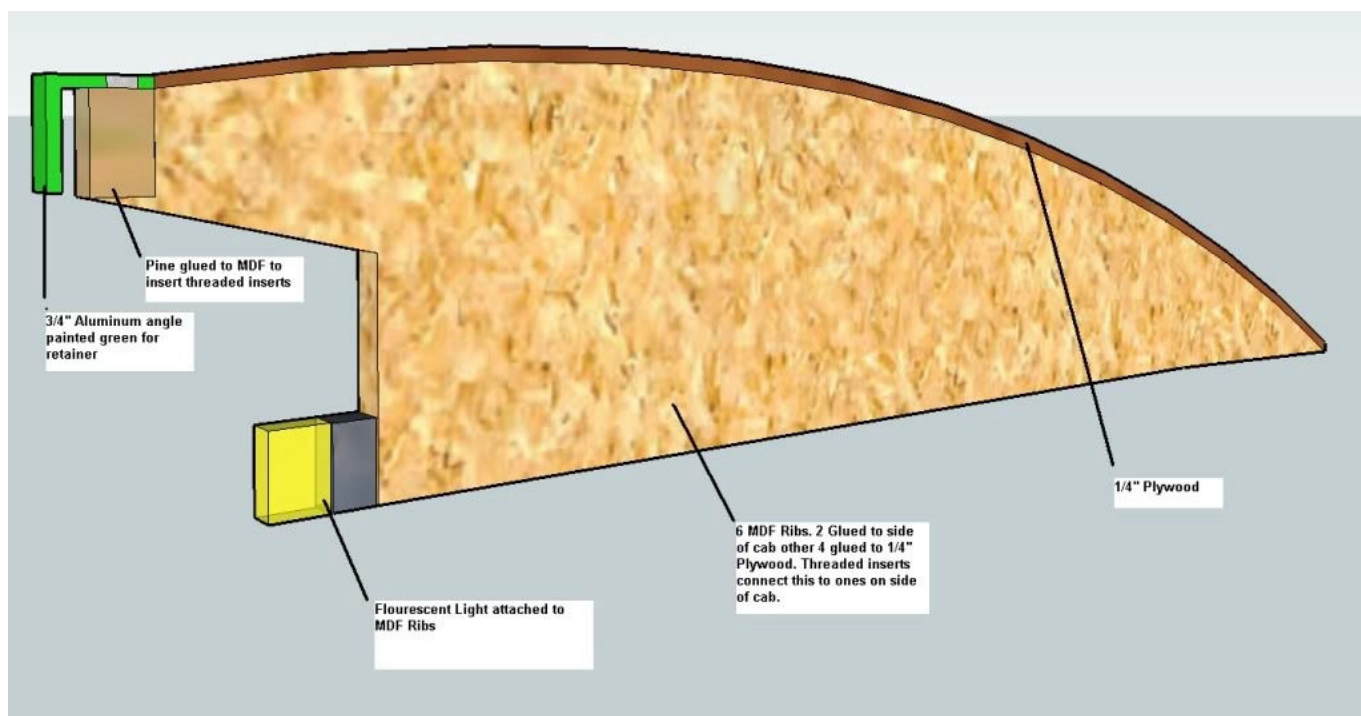 Pine glued to MDF to
insert threaded inserts
3/4" Aluminum angle
painted green for
retainer
1/4" Plywood
6 MDF Ribs. 2 Glued to side
of cab other 4 glued to 1/4"
Plywood. Threaded inserts
connect this to ones on side
of cab.
Flourescent Light attached to
MDF Ribs